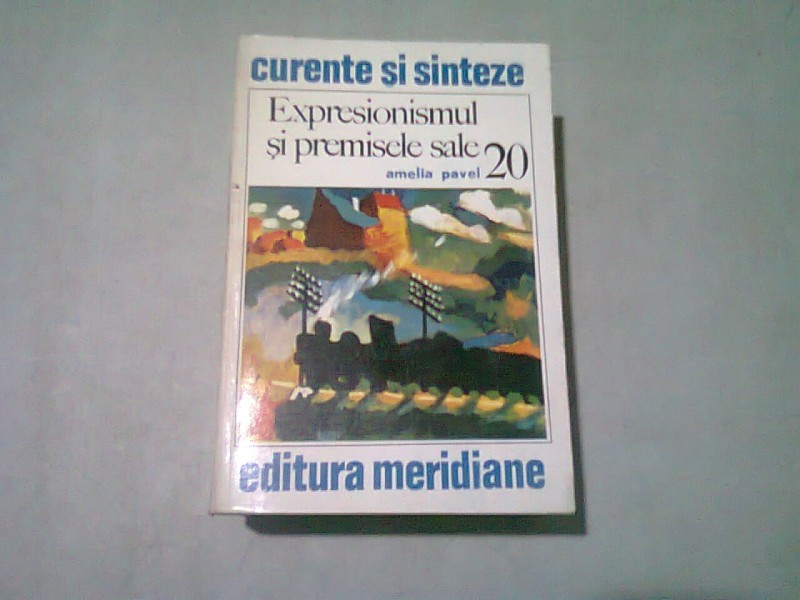 curente și sinteze
Expresionismul
și premisele sale
20
amelia pavel
editura meridiane